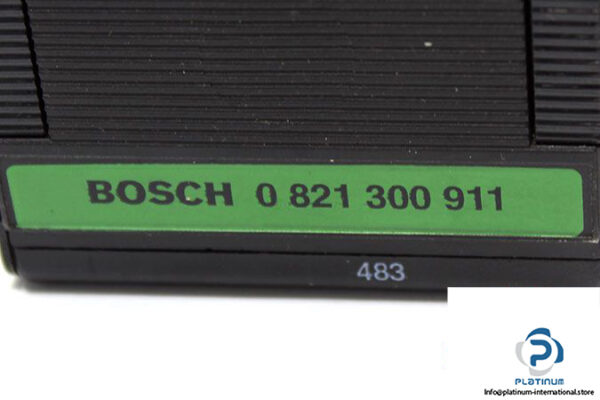 BOSCH 0 821 300 911
483
PLATINUM
Info@platinum-international.store